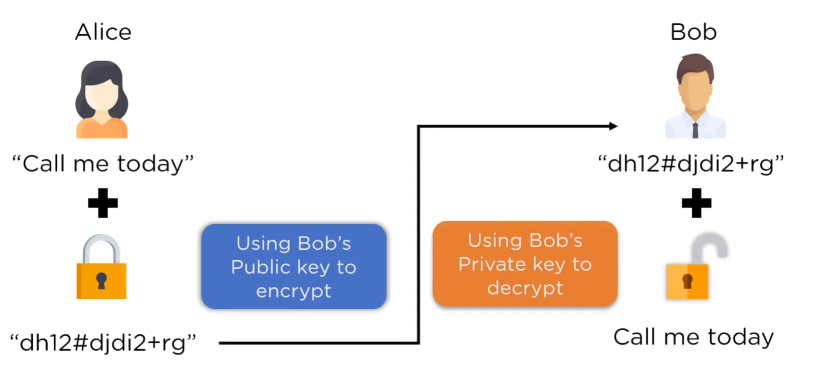 Alice
Bob
“Call me today”
“dh12#djdi2+rg”
Using Bob’s
Public key to
encrypt
Using Bob’s
Private key to
decrypt
“dh12#djdi2+rg”
Call me today